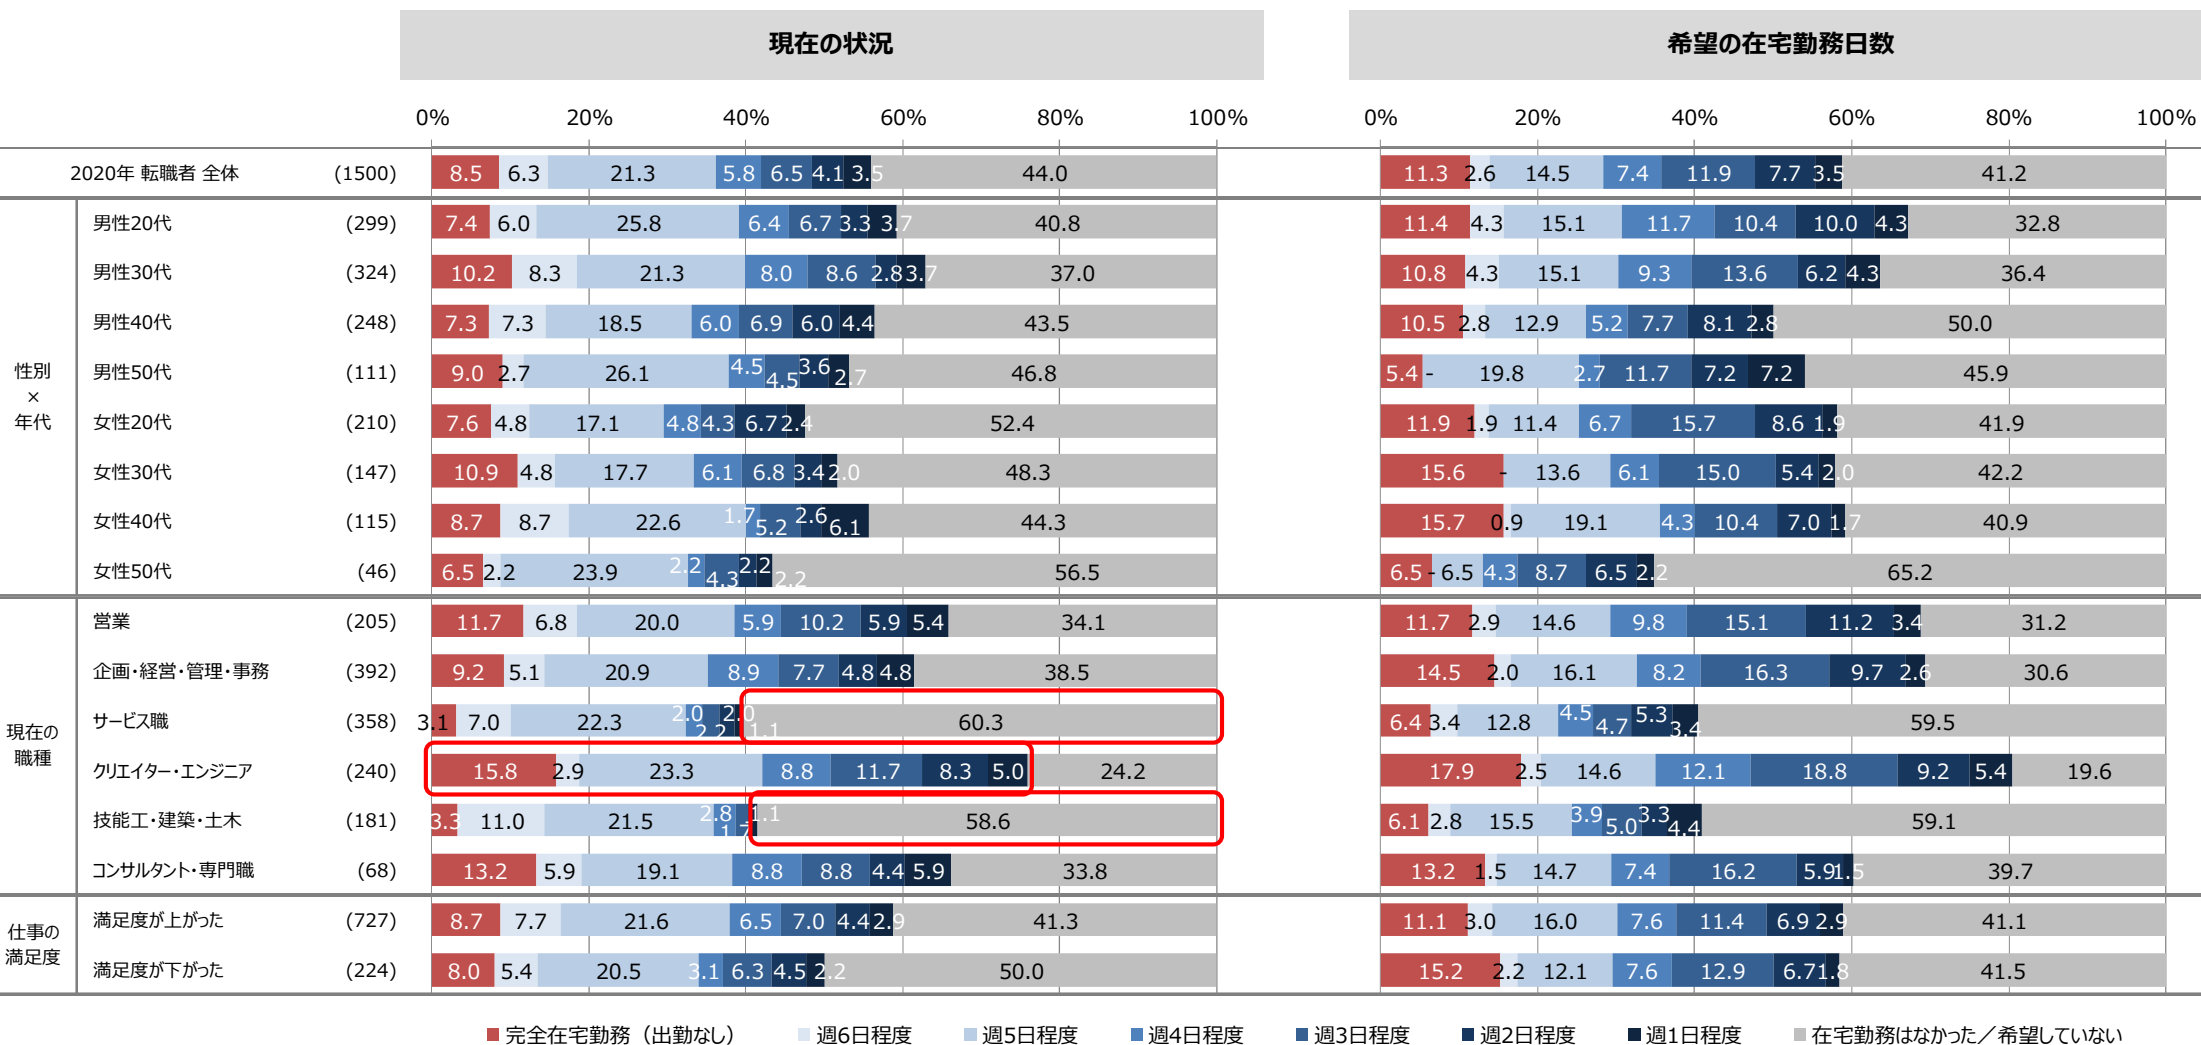 現在の状況 希望の在宅勤務日数
0% 20% 40% 60% 80% 100% 0% 20% 40% 60% 80% 100%
2020年 転職者 全体 (1500) 8.5 6.3 21.3 5.8 6.5 4.1 3.5 44.0 11.3 2.6 14.5 7.4 11.9 7.7 3.5 41.2
性別
×
年代
男性20代 (299) 7.4 6.0 25.8 6.4 6.7 3.3 3.7 40.8 11.4 4.3 15.1 11.7 10.4 10.0 4.3 32.8
男性30代 (324) 10.2 8.3 21.3 8.0 8.6 2.8 3.7 37.0 10.8 4.3 15.1 9.3 13.6 6.2 4.3 36.4
男性40代 (248) 7.3 7.3 18.5 6.0 6.9 6.0 4.4 43.5 10.5 2.8 12.9 5.2 7.7 8.1 2.8 50.0
男性50代 (111) 9.0 2.7 26.1 4.5 4.5 3.6 2.7 46.8 5.4 - 19.8 2.7 11.7 7.2 7.2 45.9
女性20代 (210) 7.6 4.8 17.1 4.8 4.3 6.7 2.4 52.4 11.9 1.9 11.4 6.7 15.7 8.6 1.9 41.9
女性30代 (147) 10.9 4.8 17.7 6.1 6.8 3.4 2.0 48.3 15.6 - 13.6 6.1 15.0 5.4 2.0 42.2
女性40代 (115) 8.7 8.7 22.6 1.7 5.2 2.6 6.1 44.3 15.7 0.9 19.1 4.3 10.4 7.0 1.7 40.9
女性50代 (46) 6.5 2.2 23.9 2.2 4.3 2.2 2.2 56.5 6.5 - 6.5 4.3 8.7 6.5 2.2 65.2
現在の
職種
営業 (205) 11.7 6.8 20.0 5.9 10.2 5.9 5.4 34.1 11.7 2.9 14.6 9.8 15.1 11.2 3.4 31.2
企画・経営・管理・事務 (392) 9.2 5.1 20.9 8.9 7.7 4.8 4.8 38.5 14.5 2.0 16.1 8.2 16.3 9.7 2.6 30.6
サービス職 (358) 3.1 7.0 22.3 2.0 2.2 2.0 1.1 60.3 6.4 3.4 12.8 4.5 4.7 5.3 3.4 59.5
クリエイター・エンジニア (240) 15.8 2.9 23.3 8.8 11.7 8.3 5.0 24.2 17.9 2.5 14.6 12.1 18.8 9.2 5.4 19.6
技能工・建築・土木 (181) 3.3 11.0 21.5 2.8 1.7 1.1 58.6 6.1 2.8 15.5 3.9 5.0 3.3 4.4 59.1
コンサルタント・専門職 (68) 13.2 5.9 19.1 8.8 8.8 4.4 5.9 33.8 13.2 1.5 14.7 7.4 16.2 5.9 1.5 39.7
仕事の
満足度
満足度が上がった (727) 8.7 7.7 21.6 6.5 7.0 4.4 2.9 41.3 11.1 3.0 16.0 7.6 11.4 6.9 2.9 41.1
満足度が下がった (224) 8.0 5.4 20.5 3.1 6.3 4.5 2.2 50.0 15.2 2.2 12.1 7.6 12.9 6.7 1.8 41.5
完全在宅勤務（出勤なし） 週6日程度 週5日程度 週4日程度 週3日程度 週2日程度 週1日程度 在宅勤務はなかった／希望していない